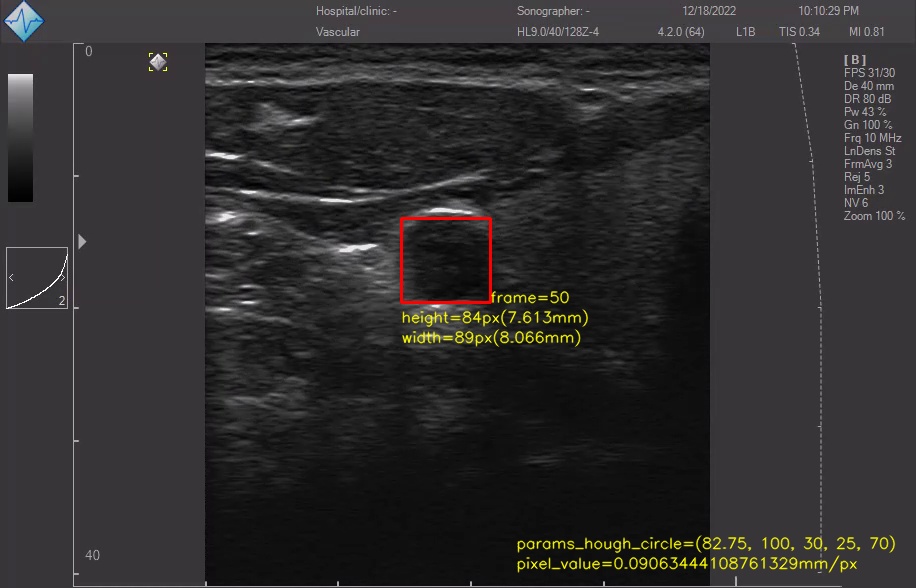 Hospital/clinic: - Sonographer: - 12/18/2022 10:10:29 PM
Vascular HL9.0/40/128Z-4 4.2.0 (64) L1B TIS 0.34 MI 0.81
0
[B]
FPS 31/30
De 40 mm
DR 80 dB
Pw 43 %
Gn 100 %
Frq 10 MHz
LnDens St
FrmAvg 3
Rej 5
ImEnh 3
NV 6
Zoom 100 %
2
frame=50
height=84px(7.613mm)
width=89px(8.066mm)
params_hough_circle=(82.75, 100, 30, 25, 70)
40
pixel_value=0.09063444108761329mm/px